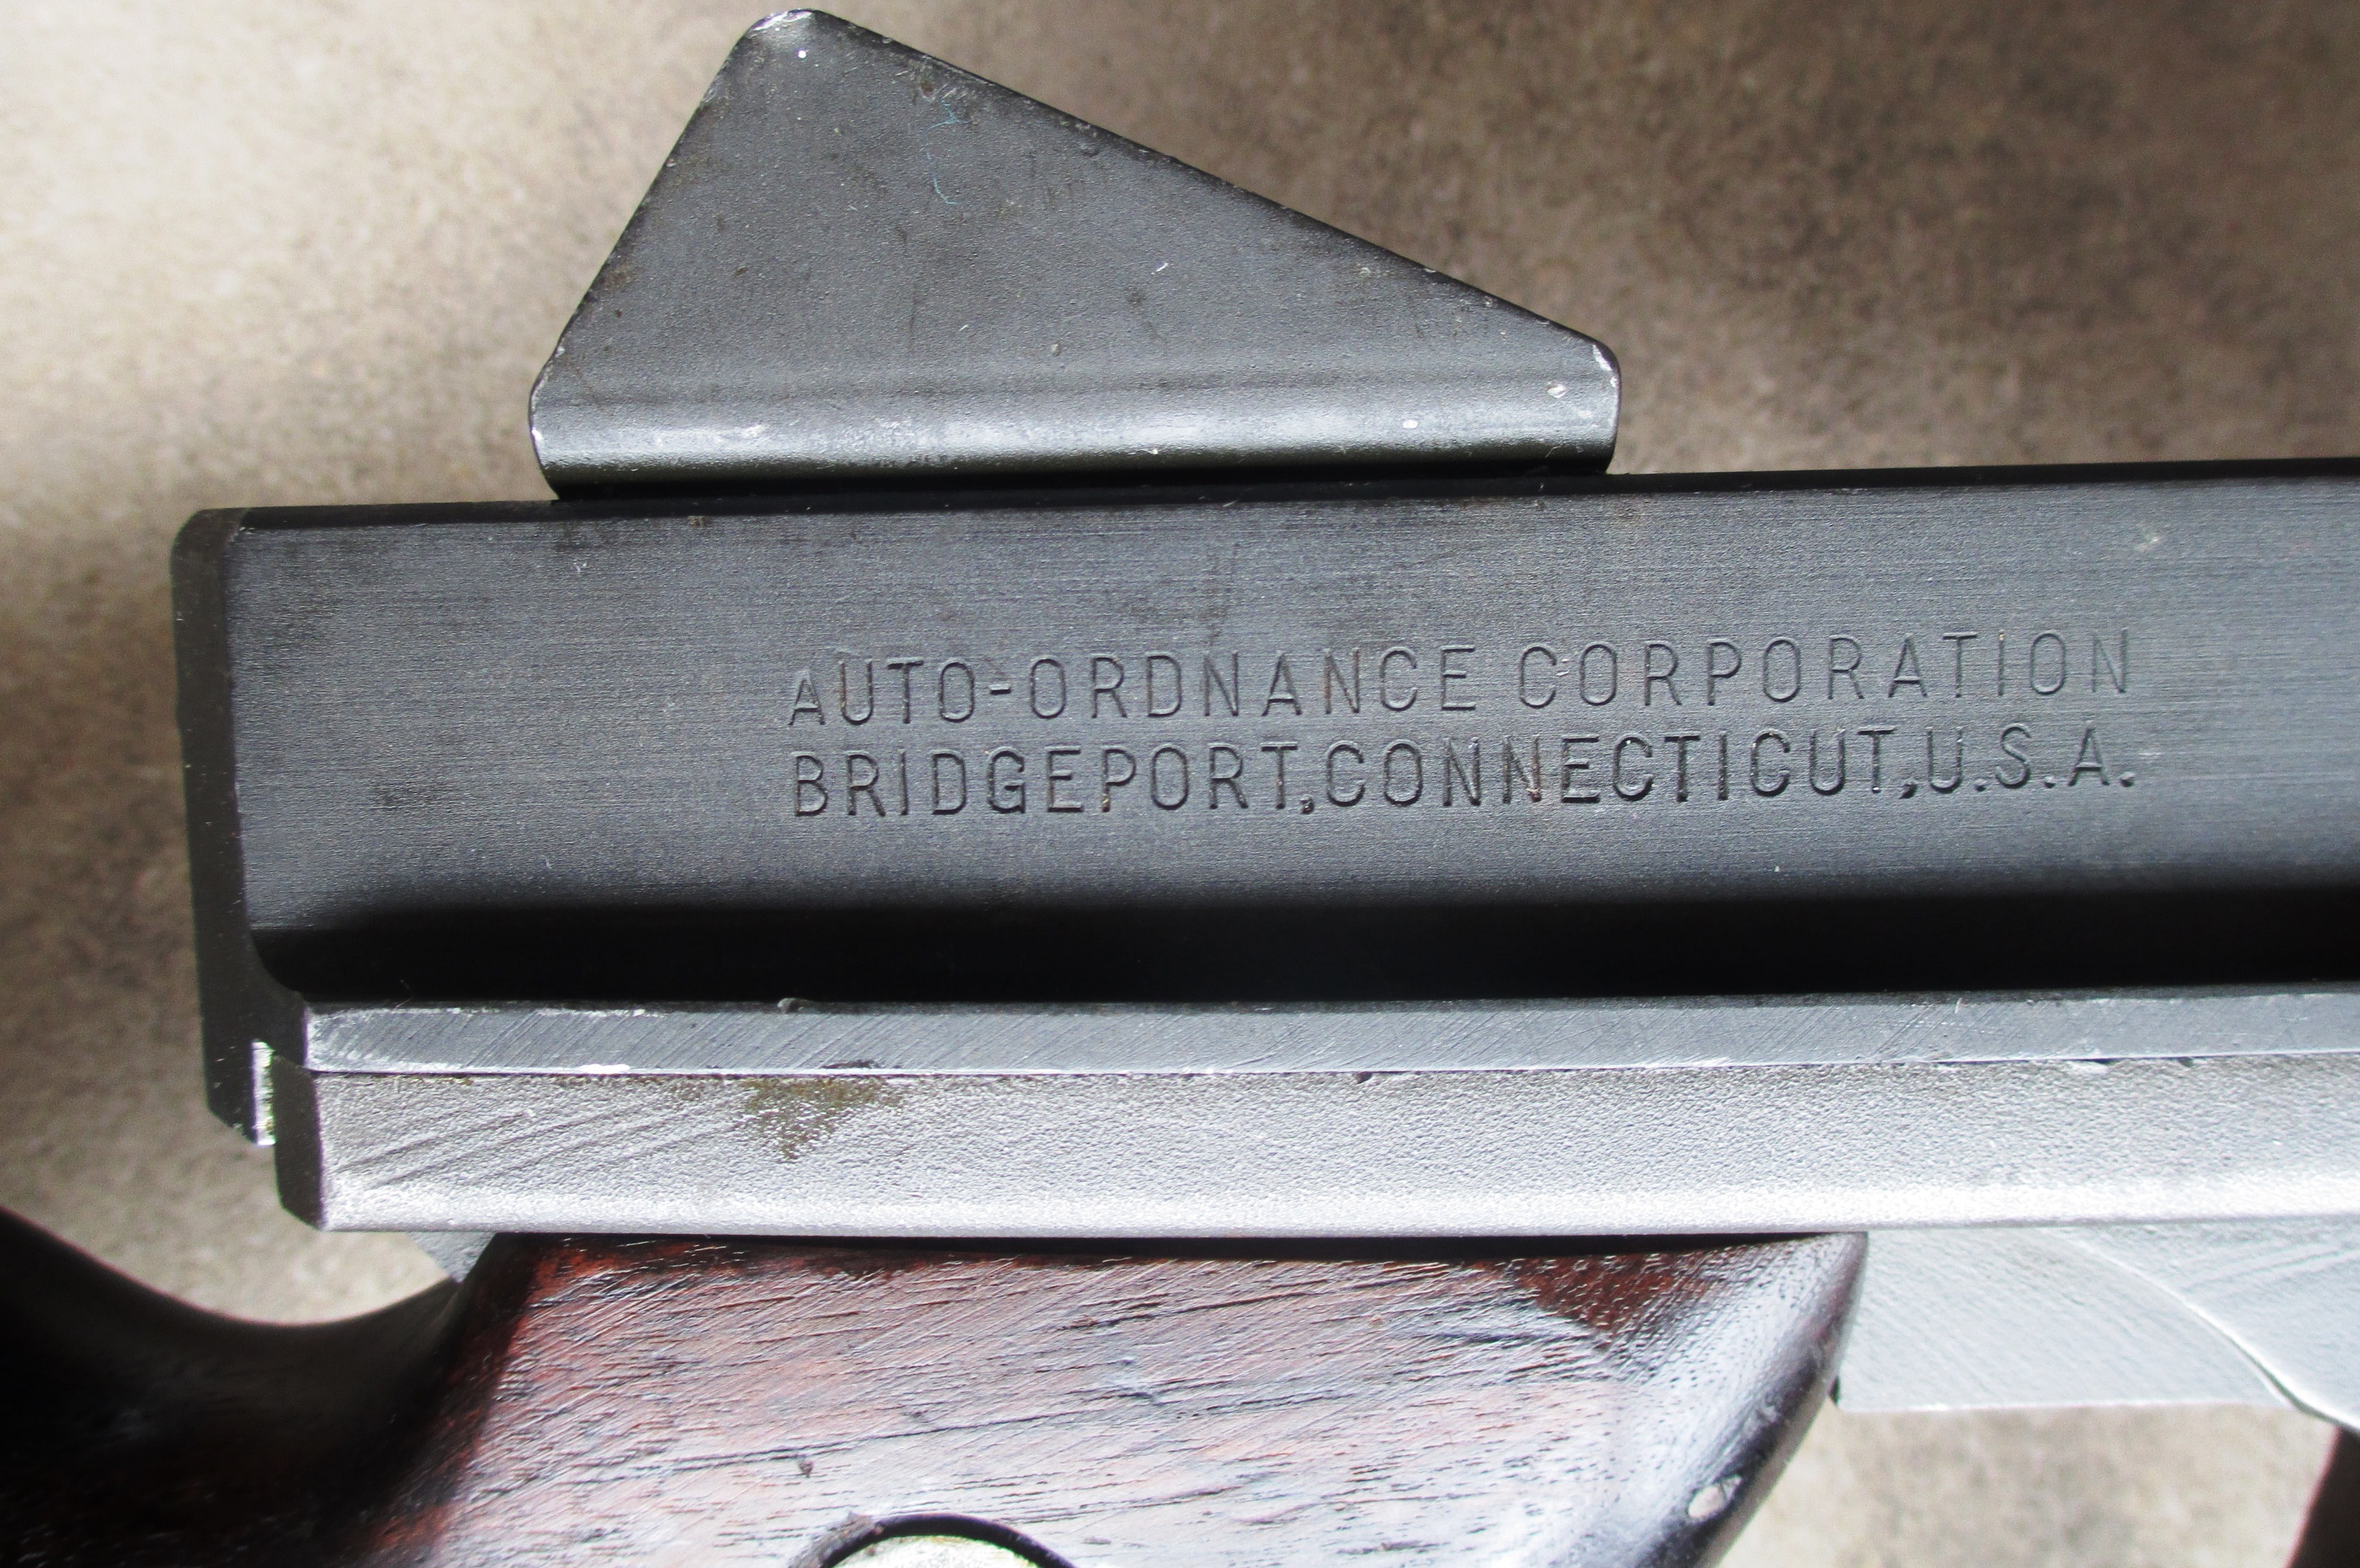 AUTO-ORDNANCE CORPORATION
BRIDGEPORT, CONNECTICUT, U.S.A.